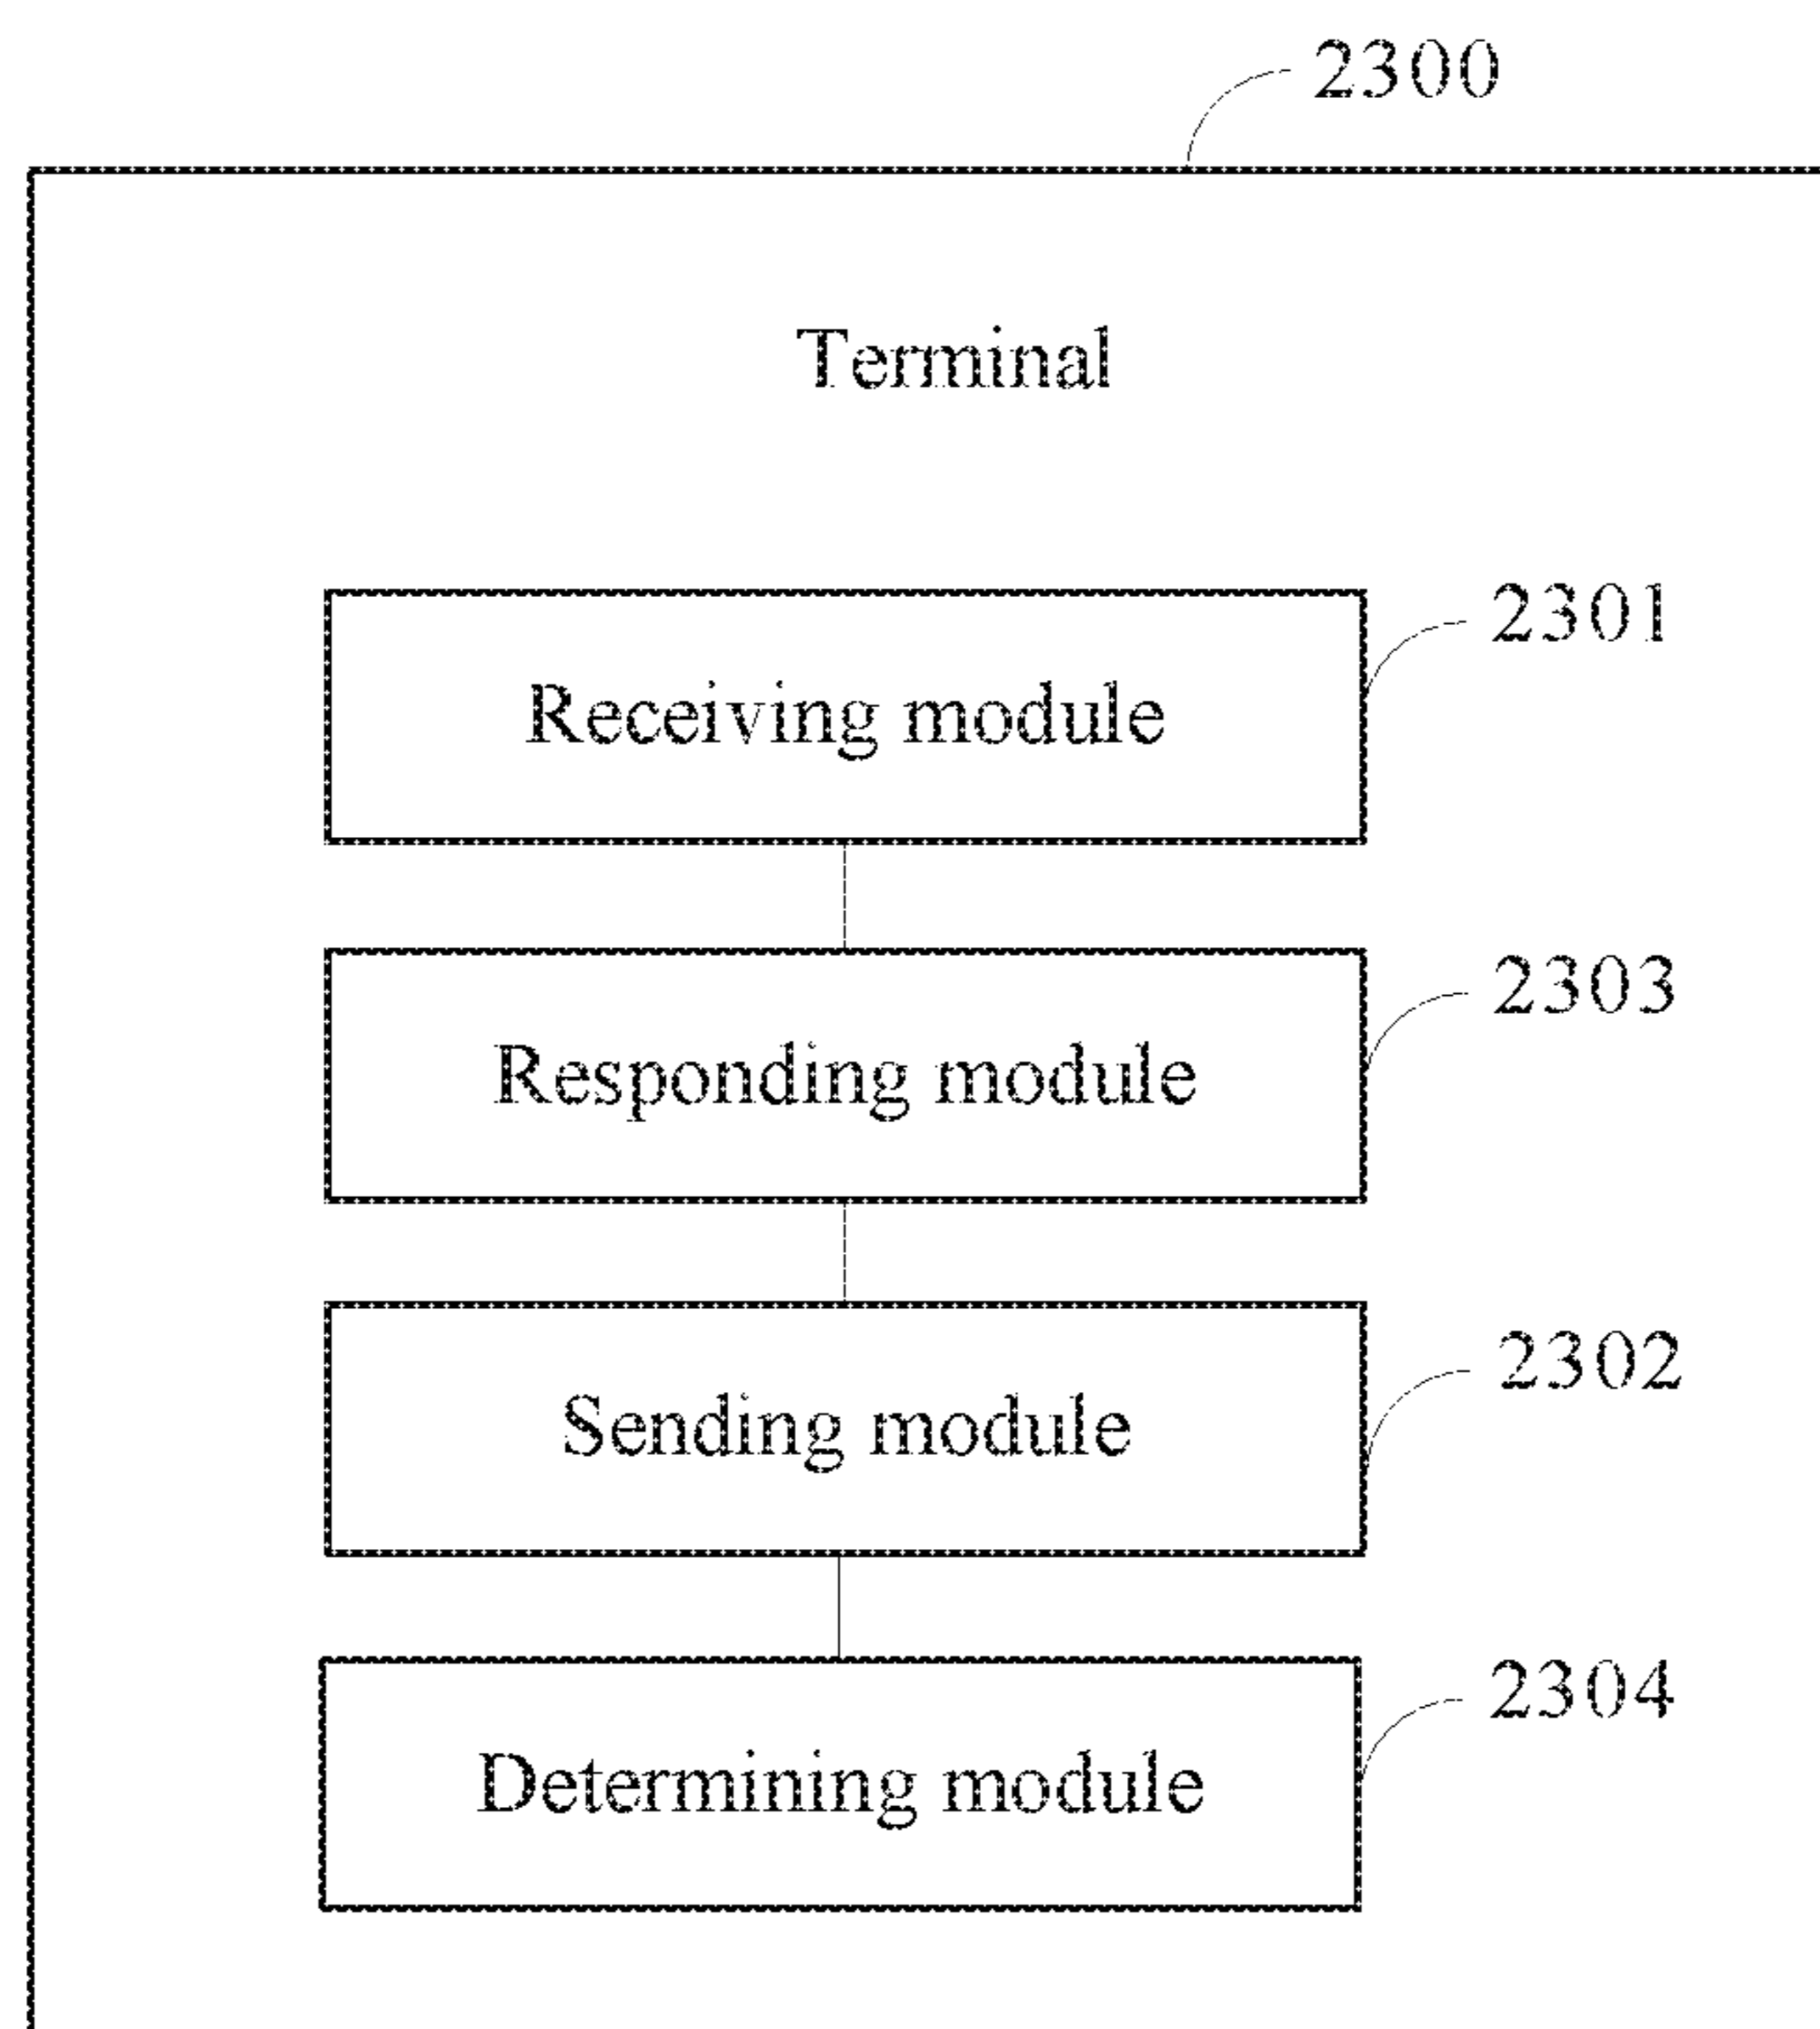 2300
Terminal
2301
Receiving module
2303
Responding module
2302
Sending module
2304
Determining module